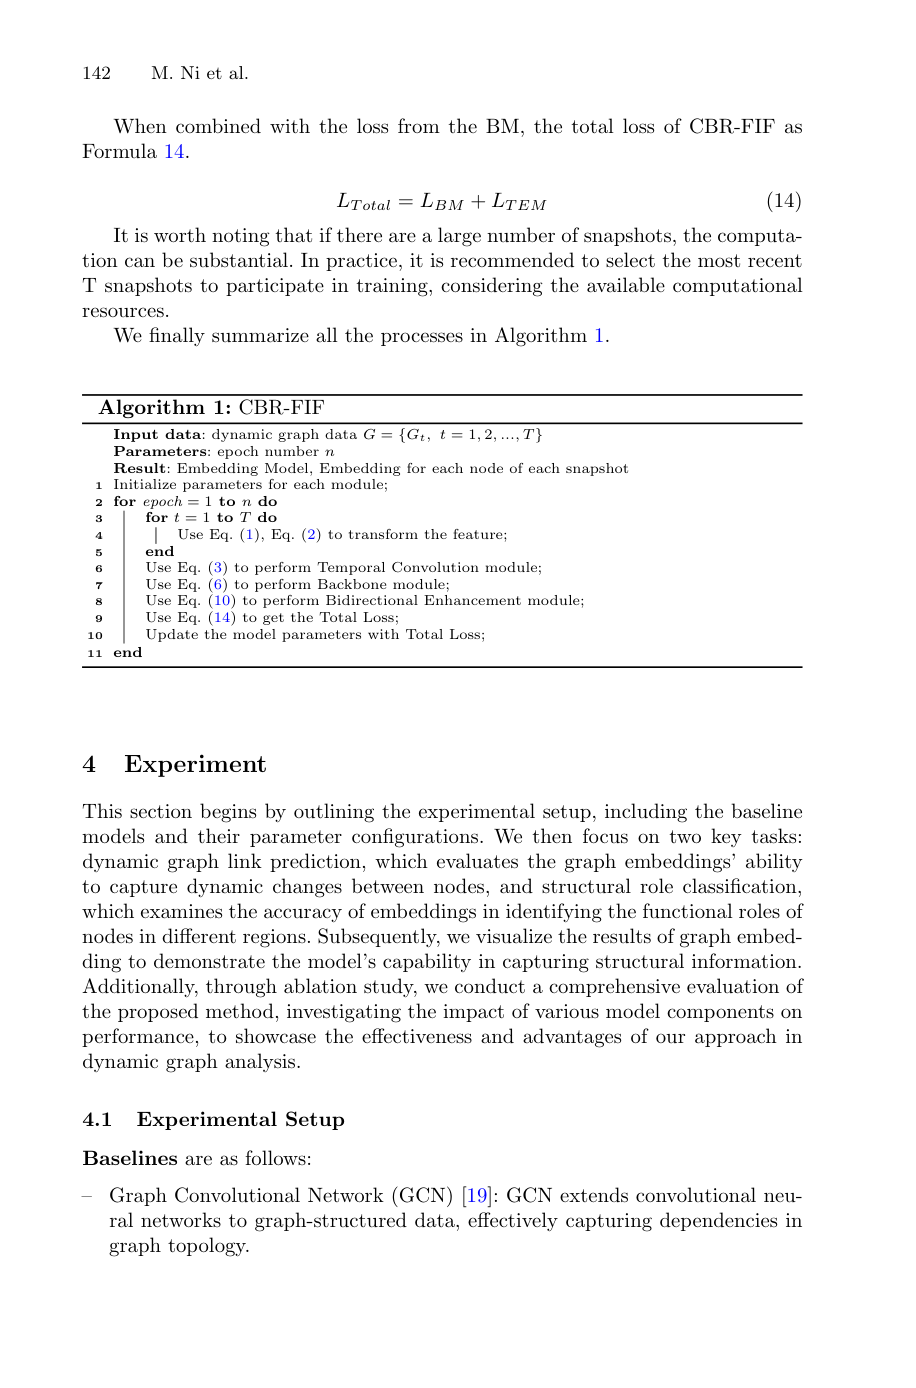 142 M. Ni et al.
When combined with the loss from the BM, the total loss of CBR-FIF as
Formula 14.
L_{Total} = L_{BM} + L_{TEM} (14)
It is worth noting that if there are a large number of snapshots, the computa-
tion can be substantial. In practice, it is recommended to select the most recent
T snapshots to participate in training, considering the available computational
resources.
We finally summarize all the processes in Algorithm 1.
Algorithm 1: CBR-FIF
Input data: dynamic graph data G = {G_t, t = 1, 2, ..., T}
Parameters: epoch number n
Result: Embedding Model, Embedding for each node of each snapshot
1 Initialize parameters for each module;
2 for epoch = 1 to n do
3 for t = 1 to T do
4 Use Eq. (1), Eq. (2) to transform the feature;
5 end
6 Use Eq. (3) to perform Temporal Convolution module;
7 Use Eq. (6) to perform Backbone module;
8 Use Eq. (10) to perform Bidirectional Enhancement module;
9 Use Eq. (14) to get the Total Loss;
10 Update the model parameters with Total Loss;
11 end
4 Experiment
This section begins by outlining the experimental setup, including the baseline
models and their parameter configurations. We then focus on two key tasks:
dynamic graph link prediction, which evaluates the graph embeddings' ability
to capture dynamic changes between nodes, and structural role classification,
which examines the accuracy of embeddings in identifying the functional roles of
nodes in different regions. Subsequently, we visualize the results of graph embed-
ding to demonstrate the model's capability in capturing structural information.
Additionally, through ablation study, we conduct a comprehensive evaluation of
the proposed method, investigating the impact of various model components on
performance, to showcase the effectiveness and advantages of our approach in
dynamic graph analysis.
4.1 Experimental Setup
Baselines are as follows:
– Graph Convolutional Network (GCN) [19]: GCN extends convolutional neu-
ral networks to graph-structured data, effectively capturing dependencies in
graph topology.